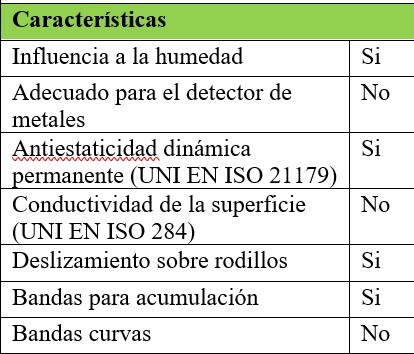 Características
Influencia a la humedad Si
Adecuado para el detector de No
metales
Antiestaticidad dinámica Si
permanente (UNI EN ISO 21179)
Conductividad de la superficie No
(UNI EN ISO 284)
Deslizamiento sobre rodillos Si
Bandas para acumulación Si
Bandas curvas No